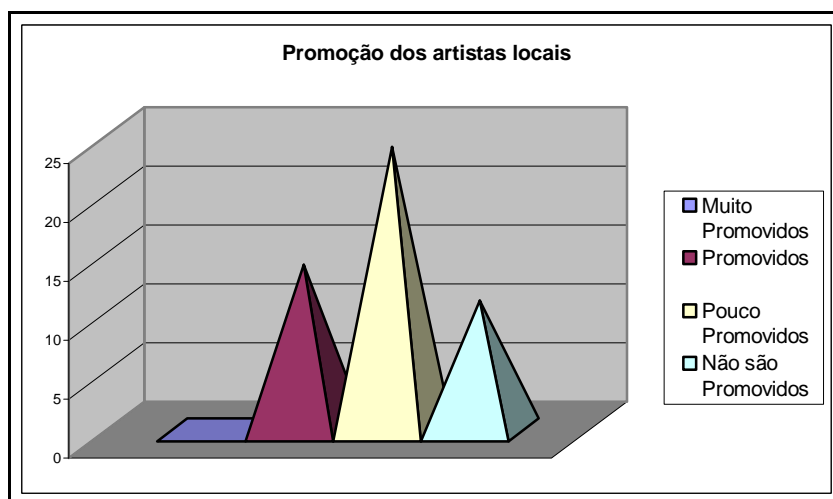 Promoção dos artistas locais
25
20
15
10
5
0
Muito
Promovidos
Promovidos
Pouco
Promovidos
Não são
Promovidos